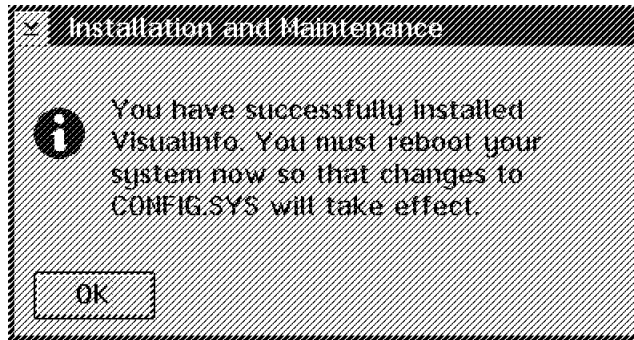 Installation and Maintenance
You have successfully installed
VisualInfo. You must reboot your
system now so that changes to
CONFIG.SYS will take effect.
OK